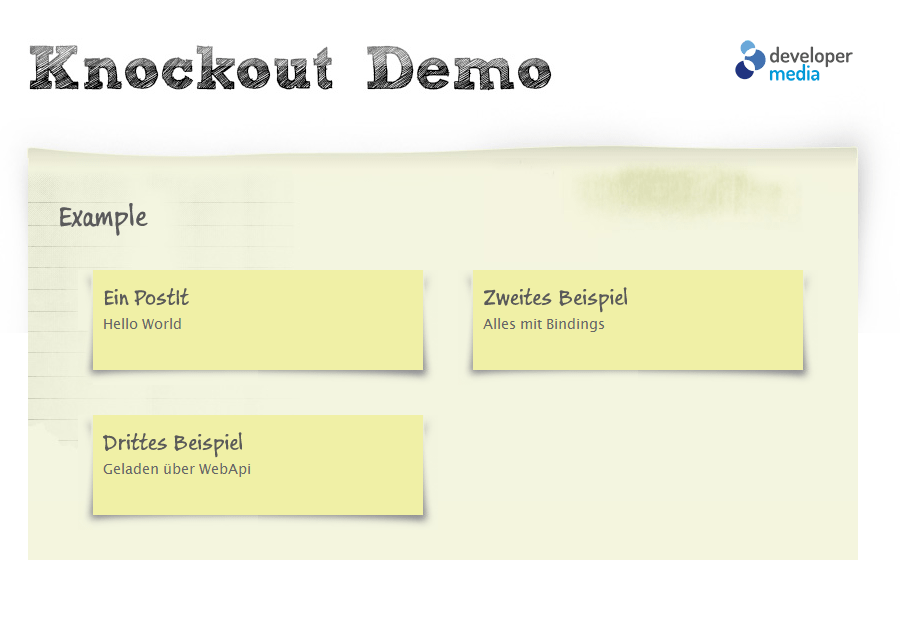 Knockout Demo
developer
media
Example
Ein PostIt
Hello World
Zweites Beispiel
Alles mit Bindings
Drittes Beispiel
Geladen über WebApi